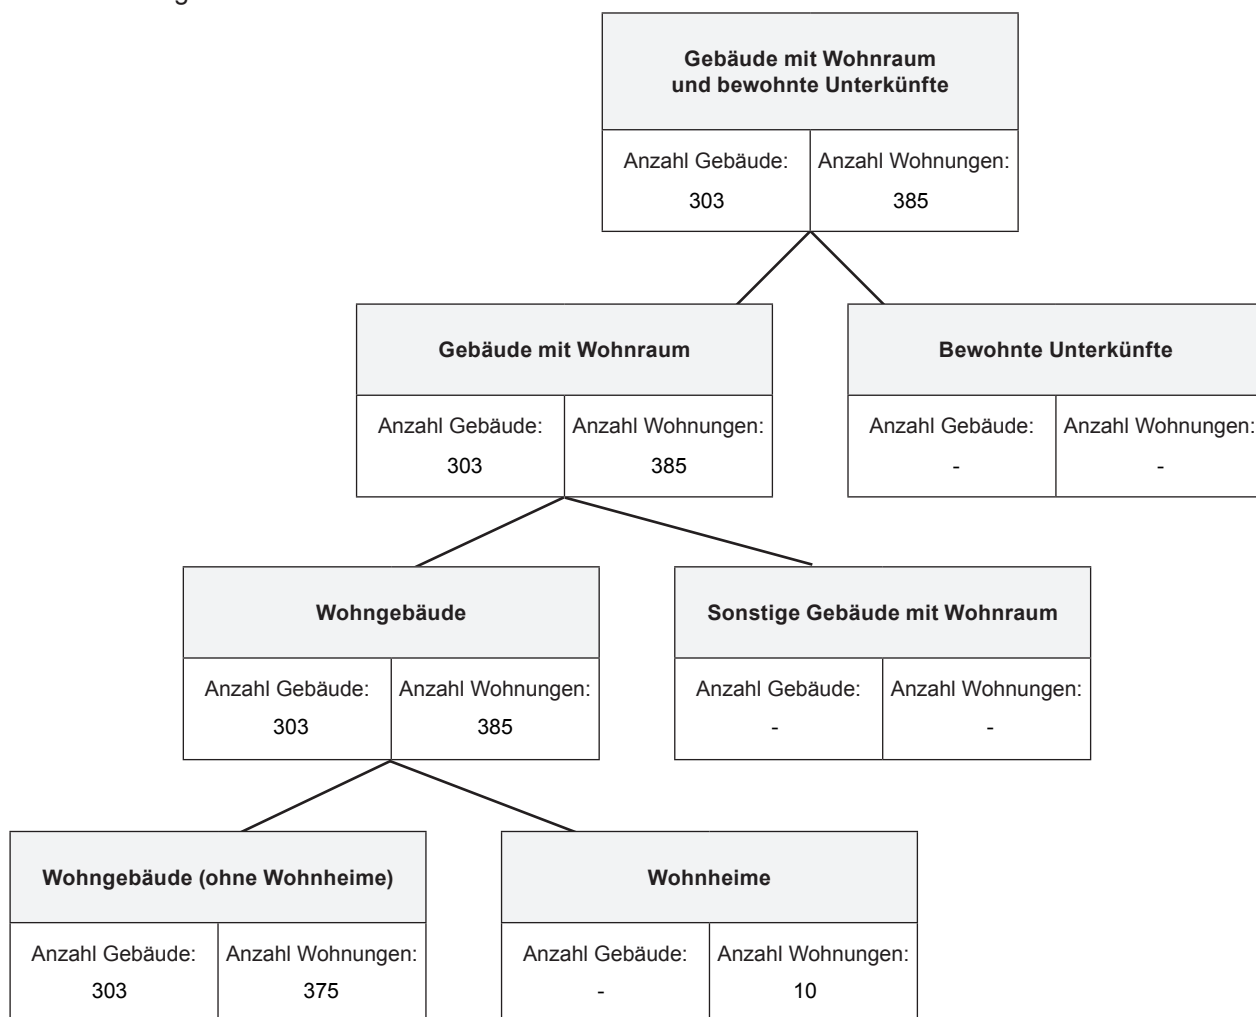 Gebäude mit Wohnraum
und bewohnte Unterkünfte
Anzahl Gebäude: Anzahl Wohnungen:
303 385
Gebäude mit Wohnraum Bewohnte Unterkünfte
Anzahl Gebäude: Anzahl Wohnungen: Anzahl Gebäude: Anzahl Wohnungen:
303 385 - -
Wohngebäude Sonstige Gebäude mit Wohnraum
Anzahl Gebäude: Anzahl Wohnungen: Anzahl Gebäude: Anzahl Wohnungen:
303 385 - -
Wohngebäude (ohne Wohnheime) Wohnheime
Anzahl Gebäude: Anzahl Wohnungen: Anzahl Gebäude: Anzahl Wohnungen:
303 375 - 10